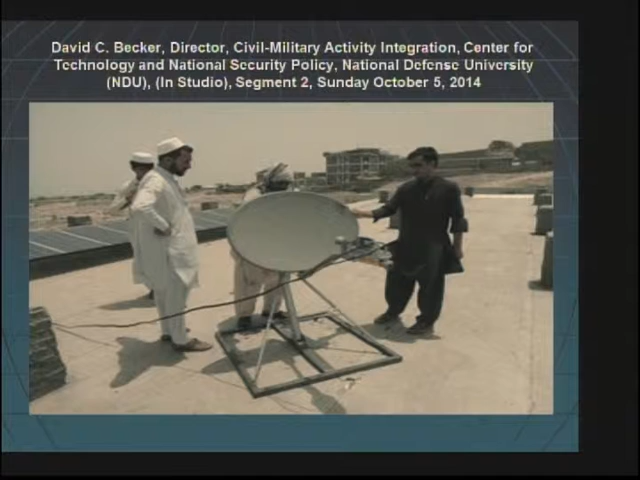 David C. Becker, Director, Civil-Military Activity Integration, Center for
Technology and National Security Policy, National Defense University
(NDU), (In Studio), Segment 2, Sunday October 5, 2014